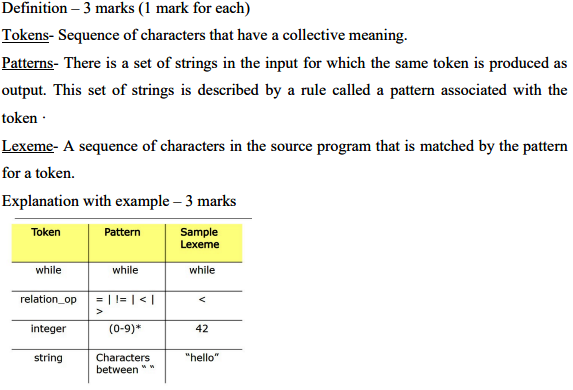 Definition – 3 marks (1 mark for each)
Tokens- Sequence of characters that have a collective meaning.
Patterns- There is a set of strings in the input for which the same token is produced as
output. This set of strings is described by a rule called a pattern associated with the
token ·
Lexeme- A sequence of characters in the source program that is matched by the pattern
for a token.
Explanation with example – 3 marks
Token Pattern Sample
Lexeme
while while while
relation_op = | != | < | <
>
integer (0-9)* 42
string Characters "hello"
between " "